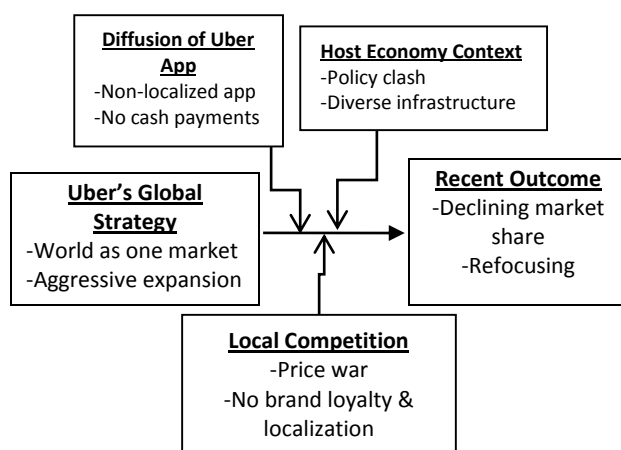 Diffusion of Uber
App
-Non-localized app
-No cash payments
Host Economy Context
-Policy clash
-Diverse infrastructure
Uber's Global
Strategy
-World as one market
-Aggressive expansion
Recent Outcome
-Declining market
share
-Refocusing
Local Competition
-Price war
-No brand loyalty &
localization